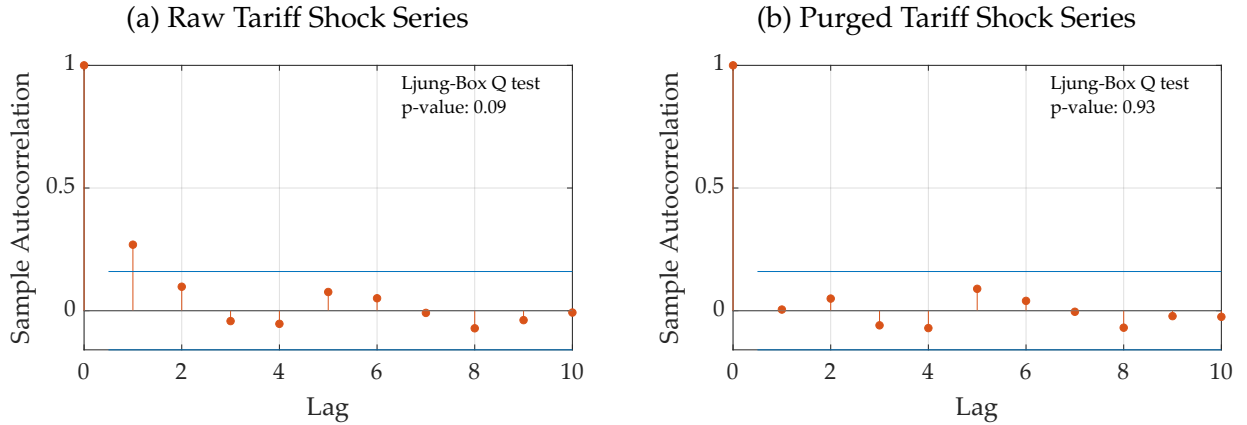 (a) Raw Tariff Shock Series
1
0.5
0
Sample Autocorrelation
Ljung-Box Q test
p-value: 0.09
0 2 4 6 8 10
Lag
(b) Purged Tariff Shock Series
1
0.5
0
Sample Autocorrelation
Ljung-Box Q test
p-value: 0.93
0 2 4 6 8 10
Lag